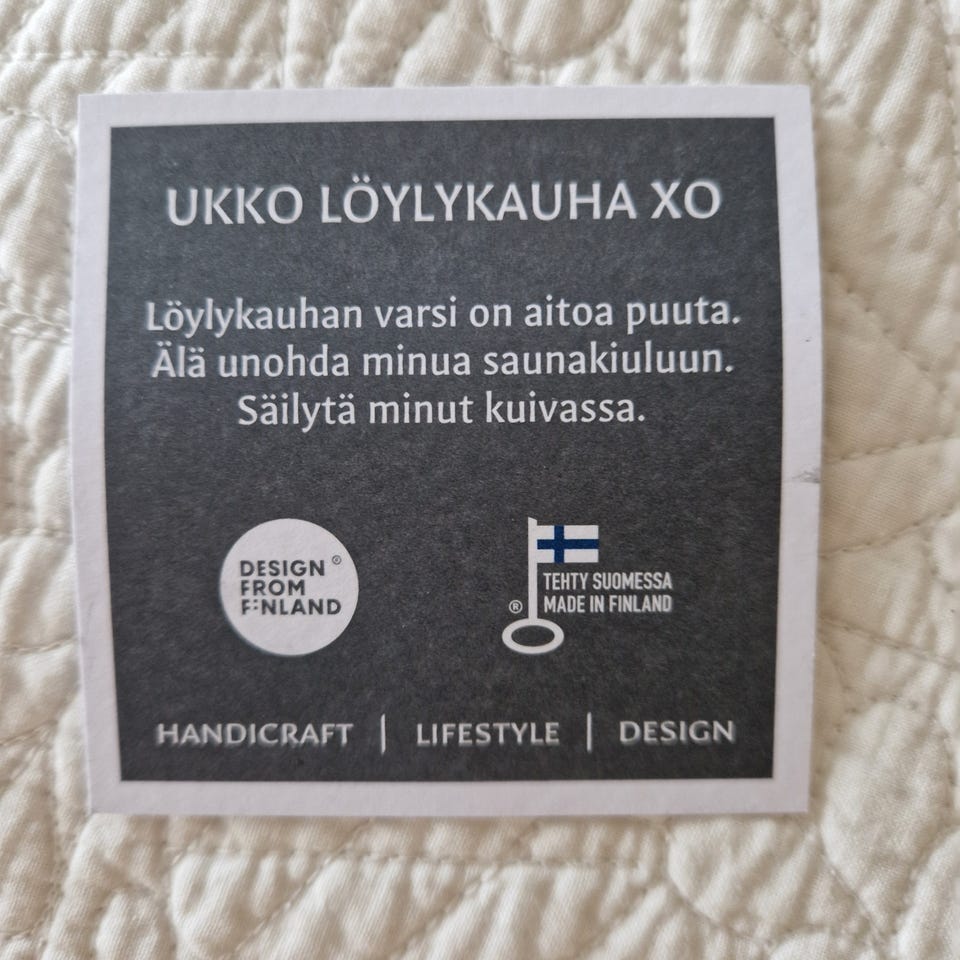 UKKO LÖYLYKAUHA XO
Löylykauhan varsi on aitoa puuta.
Älä unohda minua saunakiuluun.
Säilytä minut kuivassa.
DESIGN ®
FROM
FINLAND
TEHTY SUOMESSA
® MADE IN FINLAND
HANDICRAFT | LIFESTYLE | DESIGN